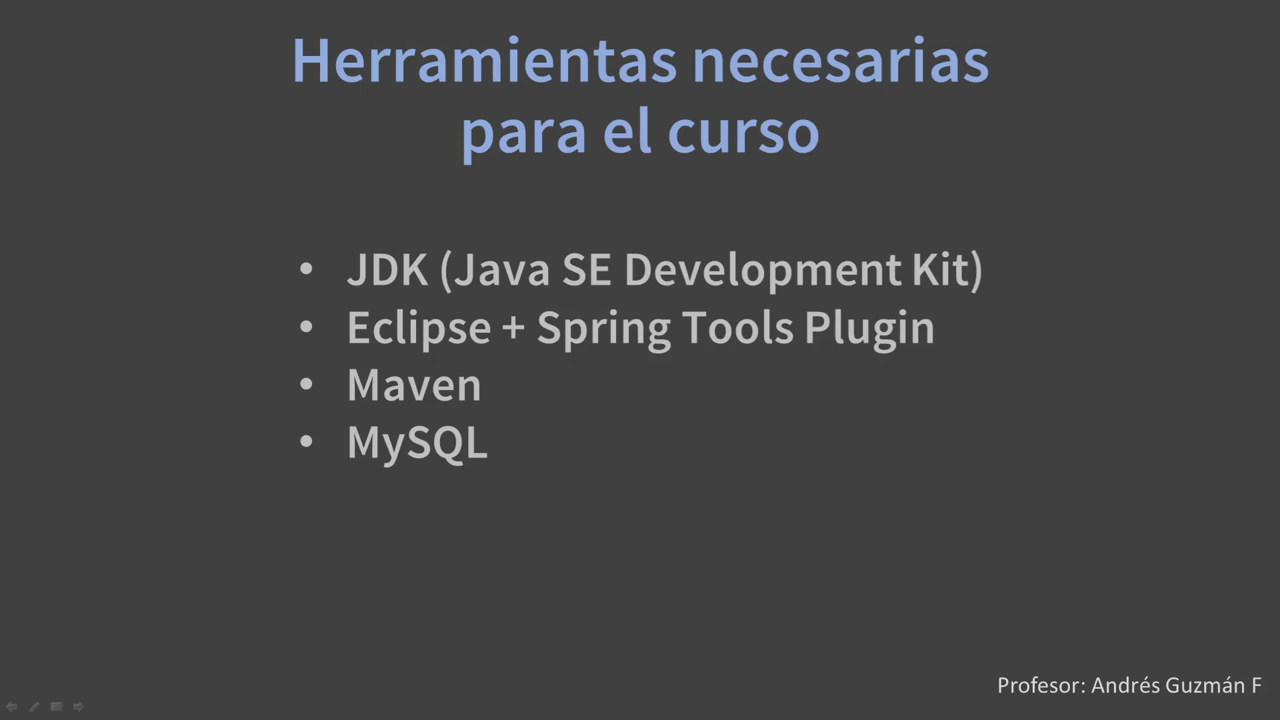 Herramientas necesarias
para el curso
• JDK (Java SE Development Kit)
• Eclipse + Spring Tools Plugin
• Maven
• MySQL
Profesor: Andrés Guzmán F